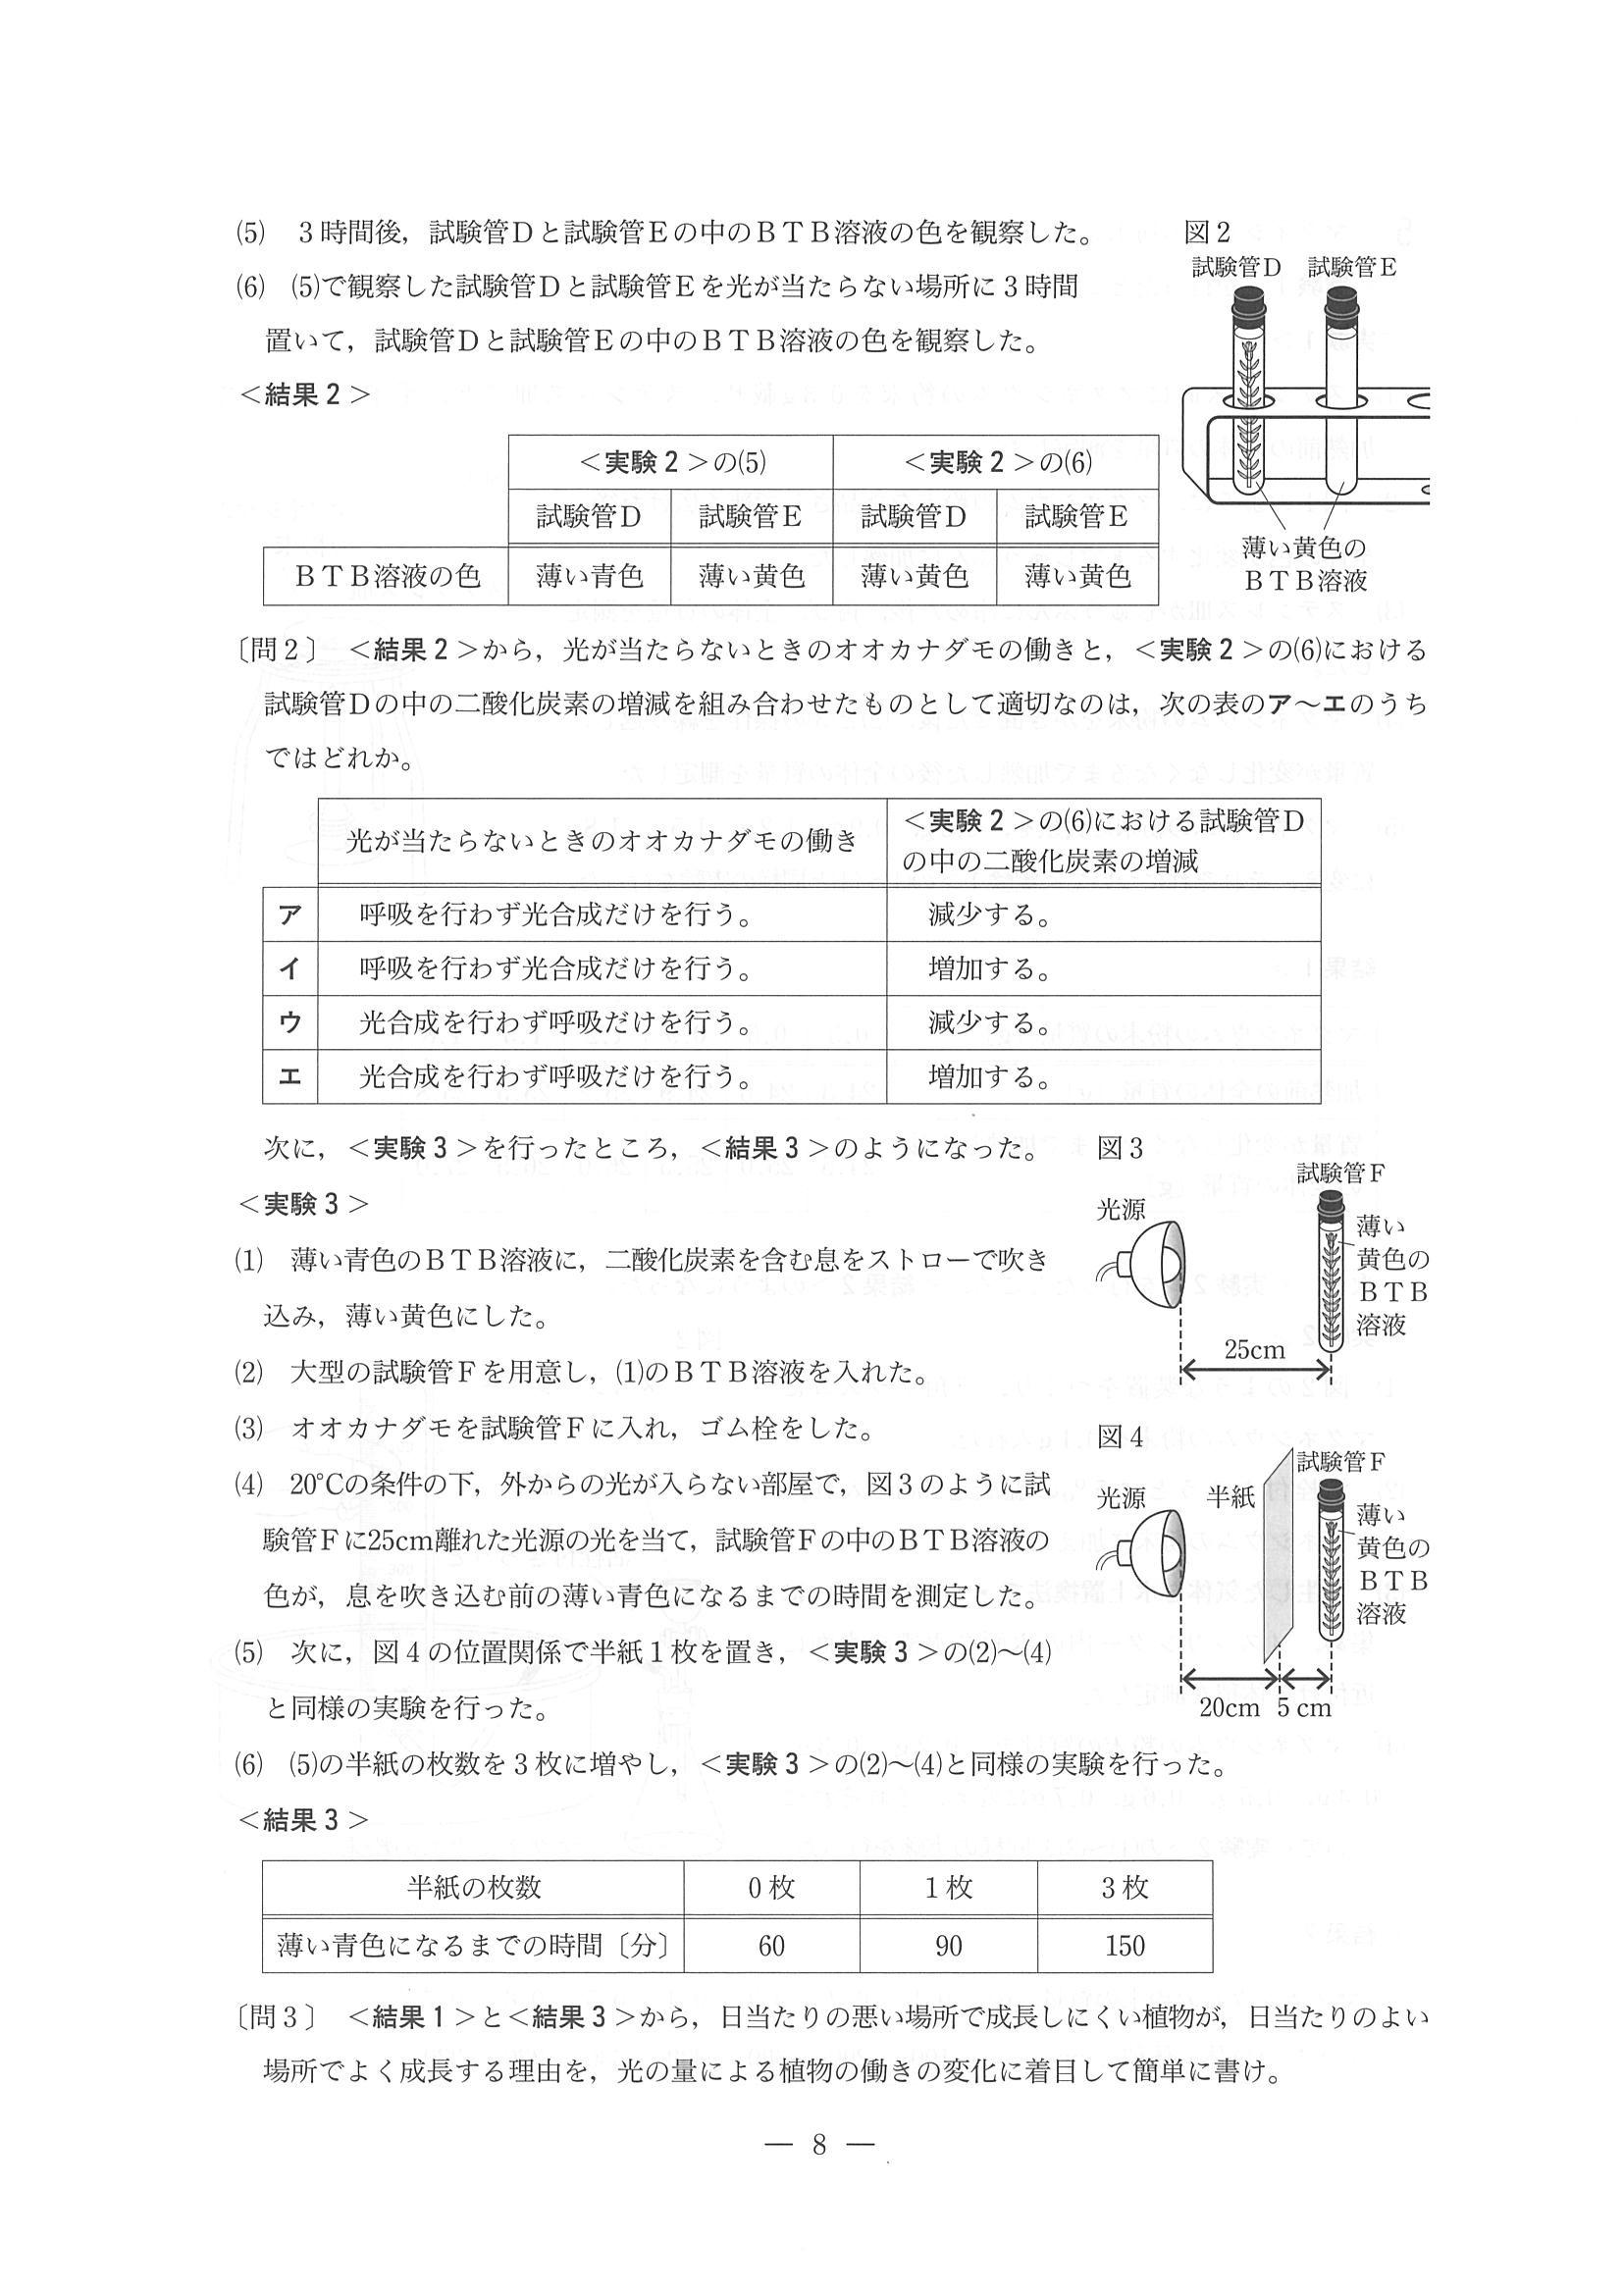 (5) 3時間後，試験管Dと試験管Eの中のBTB溶液の色を観察した。
(6) (5)で観察した試験管Dと試験管Eを光が当たらない場所に3時間
置いて，試験管Dと試験管Eの中のBTB溶液の色を観察した。
図2
試験管D 試験管E
薄い黄色の
BTB溶液
＜結果2＞
＜実験2＞の(5) ＜実験2＞の(6)
試験管D 試験管E 試験管D 試験管E
BTB溶液の色 薄い青色 薄い黄色 薄い黄色 薄い黄色
〔問2〕 ＜結果2＞から，光が当たらないときのオオカナダモの働きと，＜実験2＞の(6)における
試験管Dの中の二酸化炭素の増減を組み合わせたものとして適切なのは，次の表のア～エのうち
ではどれか。
光が当たらないときのオオカナダモの働き ＜実験2＞の(6)における試験管D
の中の二酸化炭素の増減
ア 呼吸を行わず光合成だけを行う。 減少する。
イ 呼吸を行わず光合成だけを行う。 増加する。
ウ 光合成を行わず呼吸だけを行う。 減少する。
エ 光合成を行わず呼吸だけを行う。 増加する。
次に，＜実験3＞を行ったところ，＜結果3＞のようになった。
＜実験3＞
(1) 薄い青色のBTB溶液に，二酸化炭素を含む息をストローで吹き
込み，薄い黄色にした。
(2) 大型の試験管Fを用意し，(1)のBTB溶液を入れた。
(3) オオカナダモを試験管Fに入れ，ゴム栓をした。
(4) 20℃の条件の下，外からの光が入らない部屋で，図3のように試
験管Fに25cm離れた光源の光を当て，試験管Fの中のBTB溶液の
色が，息を吹き込む前の薄い青色になるまでの時間を測定した。
(5) 次に，図4の位置関係で半紙1枚を置き，＜実験3＞の(2)～(4)
と同様の実験を行った。
(6) (5)の半紙の枚数を3枚に増やし，＜実験3＞の(2)～(4)と同様の実験を行った。
図3
試験管F
光源
薄い
黄色の
BTB
溶液
25cm
図4
試験管F
光源 半紙
薄い
黄色の
BTB
溶液
20cm 5cm
＜結果3＞
半紙の枚数 0枚 1枚 3枚
薄い青色になるまでの時間〔分〕 60 90 150
〔問3〕 ＜結果1＞と＜結果3＞から，日当たりの悪い場所で成長しにくい植物が，日当たりのよい
場所でよく成長する理由を，光の量による植物の働きの変化に着目して簡単に書け。
― 8 ―